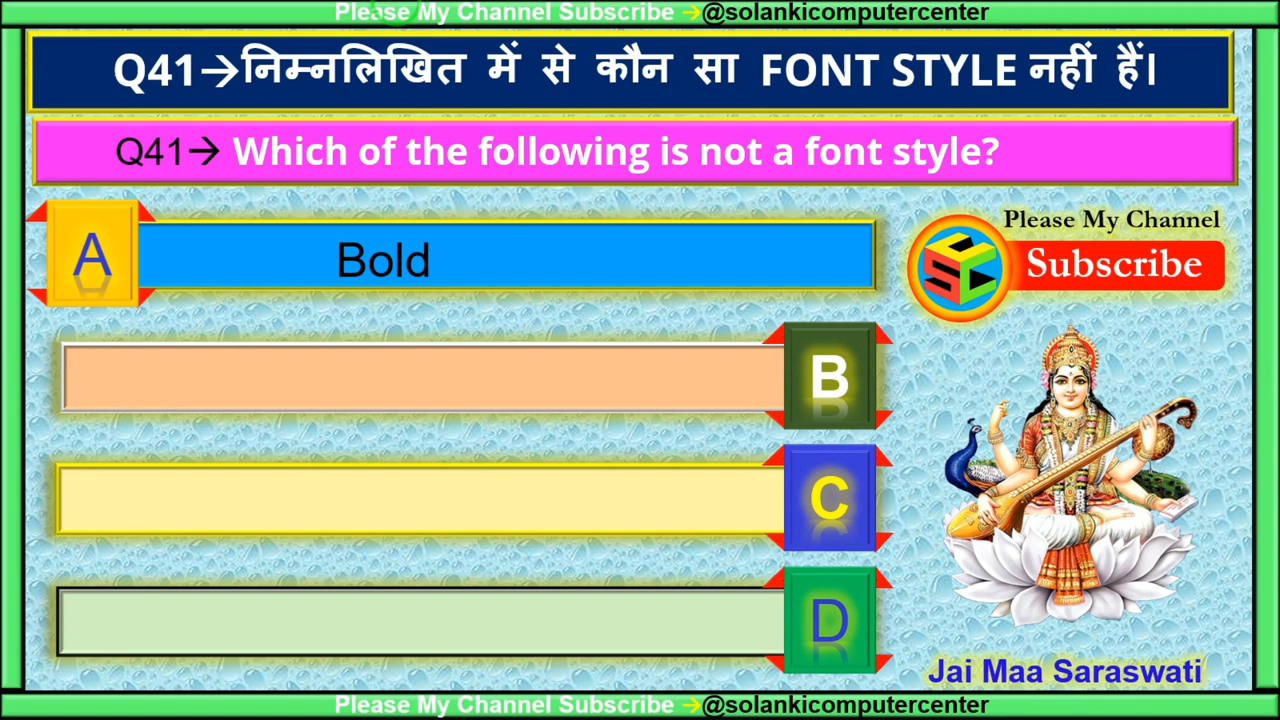 Please My Channel Subscribe →@solankicomputercenter
Q41→निम्नलिखित में से कौन सा FONT STYLE नहीं हैं।
Q41→ Which of the following is not a font style?
A Bold
Please My Channel
Subscribe
SCC
B
C
D
Jai Maa Saraswati
Please My Channel Subscribe →@solankicomputercenter